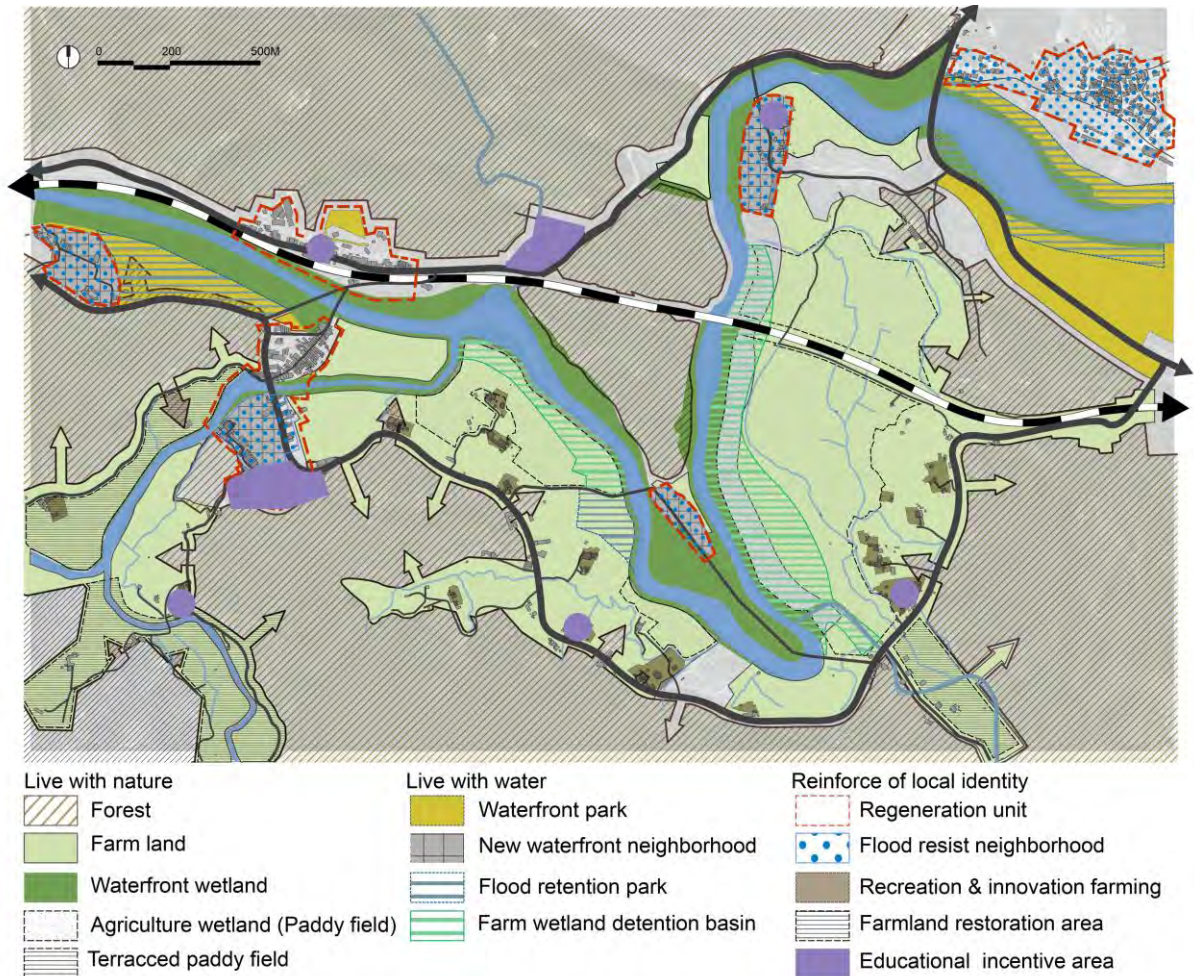 0 200 500M
Live with nature
Forest
Farm land
Waterfront wetland
Agriculture wetland (Paddy field)
Terracced paddy field
Live with water
Waterfront park
New waterfront neighborhood
Flood retention park
Farm wetland detention basin
Reinforce of local identity
Regeneration unit
Flood resist neighborhood
Recreation & innovation farming
Farmland restoration area
Educational incentive area